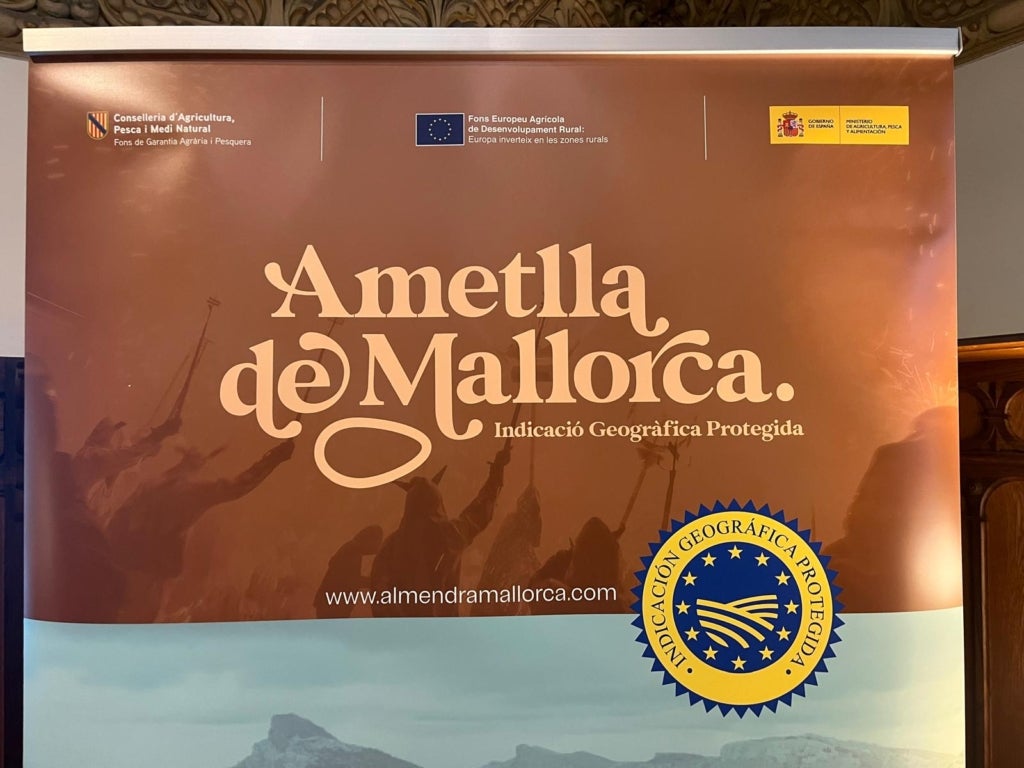 Conselleria d'Agricultura,
Pesca i Medi Natural
Fons de Garantia Agrària i Pesquera
Fons Europeu Agrícola
de Desenvolupament Rural:
Europa inverteix en les zones rurals
GOBIERNO
DE ESPAÑA
MINISTERIO
DE AGRICULTURA, PESCA
Y ALIMENTACIÓN
Ametlla
de Mallorca.
Indicació Geogràfica Protegida
www.almendramallorca.com
INDICACIÓN GEOGRÁFICA PROTEGIDA